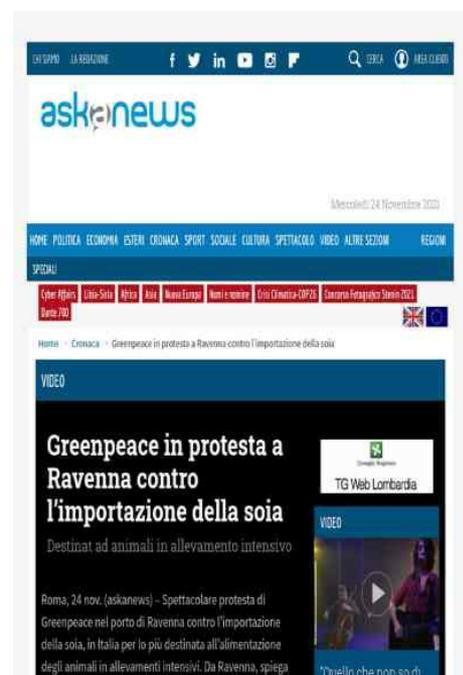 CHI SIAMO LA REDAZIONE
CERCA AREA CLIENTI
askanews
Mercoledì 24 Novembre 2021
HOME POLITICA ECONOMIA ESTERI CRONACA SPORT SOCIALE CULTURA SPETTACOLO VIDEO ALTRE SEZIONI REGIONI
SPECIALI
Cyber Affairs Libia-Siria Africa Asia Nuova Europa Nomi e nomine Crisi Climatica-COP26 Concorso Fotografico Stenin 2021
Dante 700
Home Cronaca Greenpeace in protesta a Ravenna contro l'importazione della soia
VIDEO
Greenpeace in protesta a
Ravenna contro
l'importazione della soia
Destinat ad animali in allevamento intensivo
TG Web Lombardia
VIDEO
Roma, 24 nov. (askanews) – Spettacolare protesta di
Greenpeace nel porto di Ravenna contro l'importazione
della soia, in Italia per lo più destinata all'alimentazione
degli animali in allevamenti intensivi. Da Ravenna, spiega
"Quello che non so di